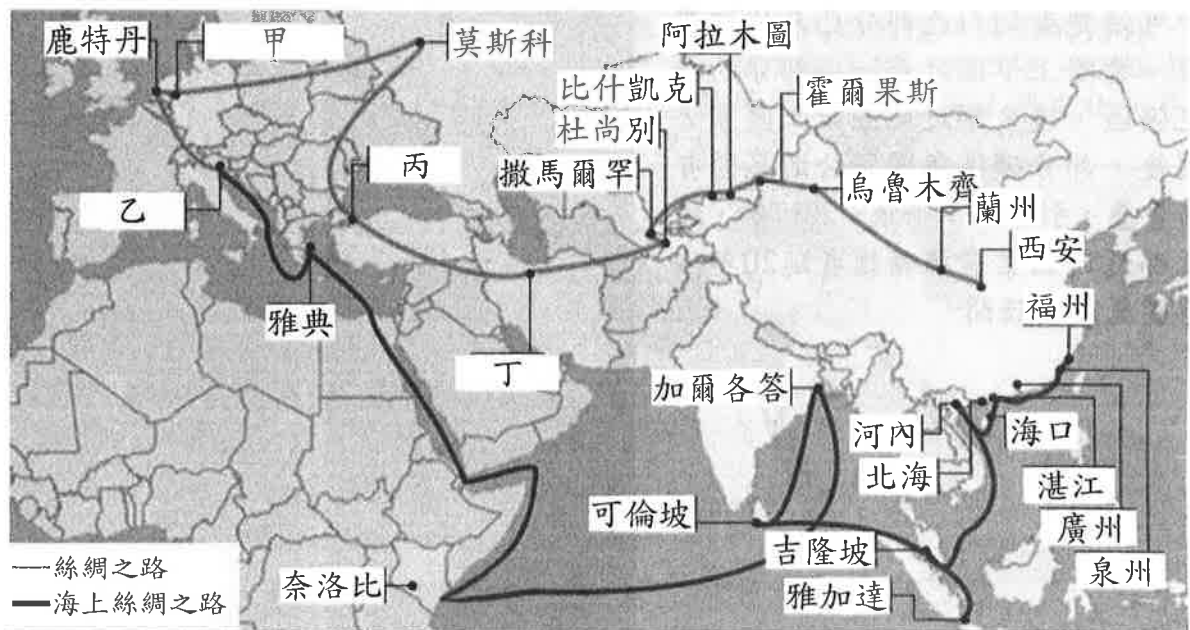 鹿特丹
甲
莫斯科
阿拉木圖
比什凱克
霍爾果斯
杜尚別
丙
撒馬爾罕
烏魯木齊
乙
蘭州
西安
雅典
福州
丁
加爾各答
河內
海口
北海
湛江
可倫坡
廣州
吉隆坡
泉州
絲綢之路
奈洛比
海上絲綢之路
雅加達